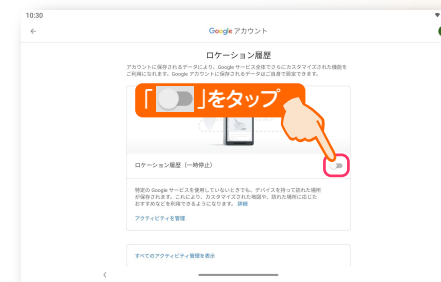 10:30
Google アカウント
ロケーション履歴
アカウントに保存されるデータにより、Google サービス全体でさらにカスタマイズされた機能を
ご利用になれます。Google アカウントに保存されるデータはご自身で設定できます。
「 」をタップ
ロケーション履歴（一時停止）
特定の Google サービスを使用していないときでも、デバイスを持って訪れた場所
が保存されます。これにより、カスタマイズされた地図や、訪れた場所に応じた
おすすめなどを利用できるようになります。 詳細
アクティビティを管理
すべてのアクティビティ管理を表示